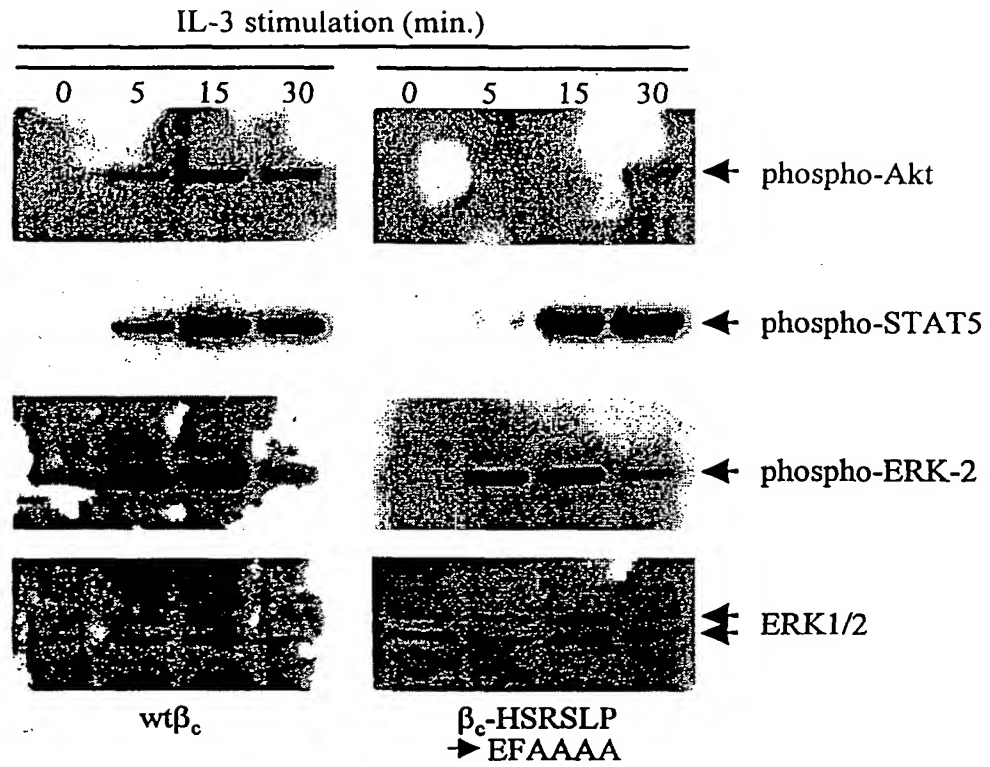 IL-3 stimulation (min.)
0 5 15 30 0 5 15 30
phospho-Akt
phospho-STAT5
phospho-ERK-2
ERK1/2
wtβc βc-HSRSLP
→ EFAAAA